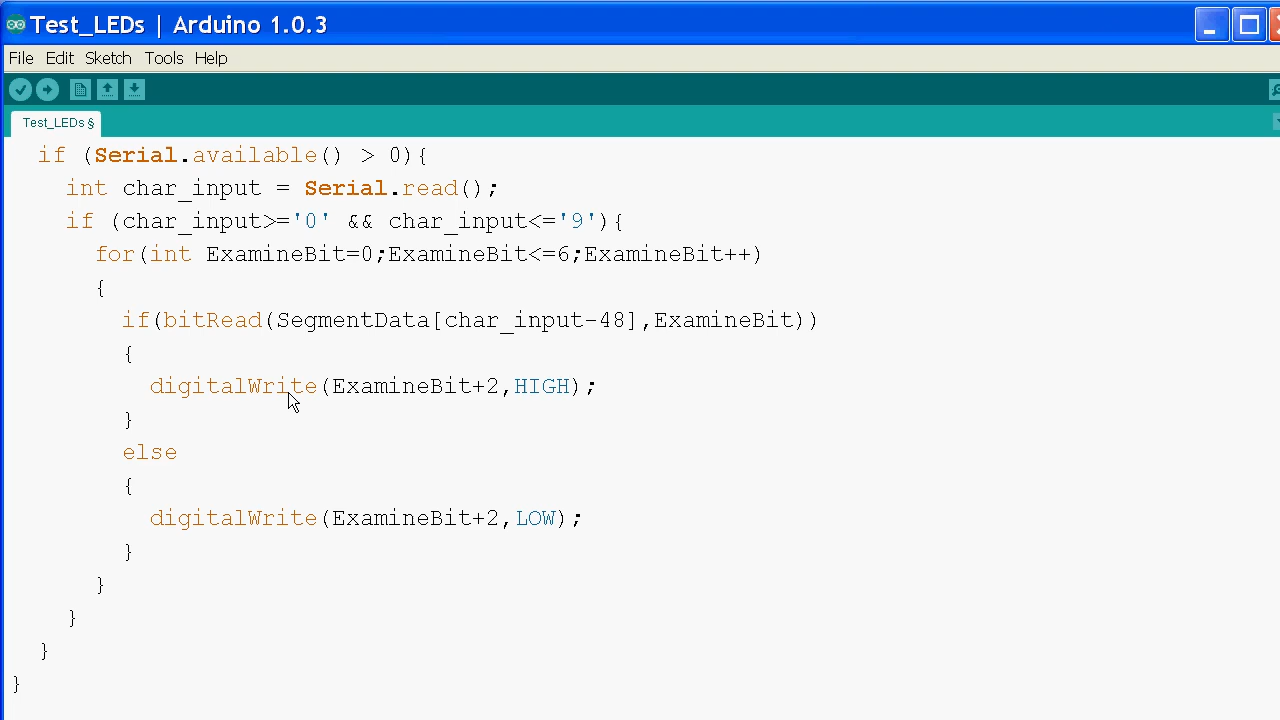 Test_LEDs | Arduino 1.0.3
File Edit Sketch Tools Help
Test_LEDs §
if (Serial.available() > 0){
int char_input = Serial.read();
if (char_input>='0' && char_input<='9'){
for(int ExamineBit=0;ExamineBit<=6;ExamineBit++)
{
if(bitRead(SegmentData[char_input-48],ExamineBit))
{
digitalWrite(ExamineBit+2,HIGH);
}
else
{
digitalWrite(ExamineBit+2,LOW);
}
}
}
}
}